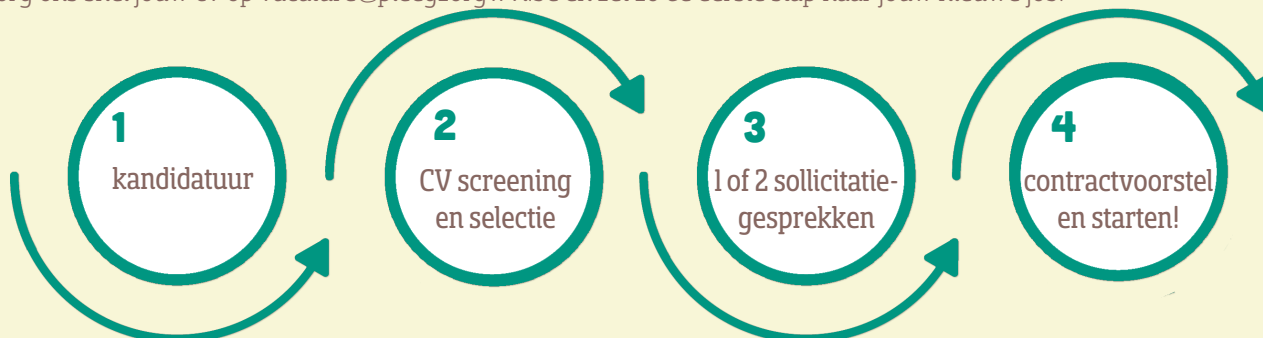 1
kandidatuur
2
CV screening
en selectie
3
1 of 2 sollicitatie-
gesprekken
4
contractvoorstel
en starten!